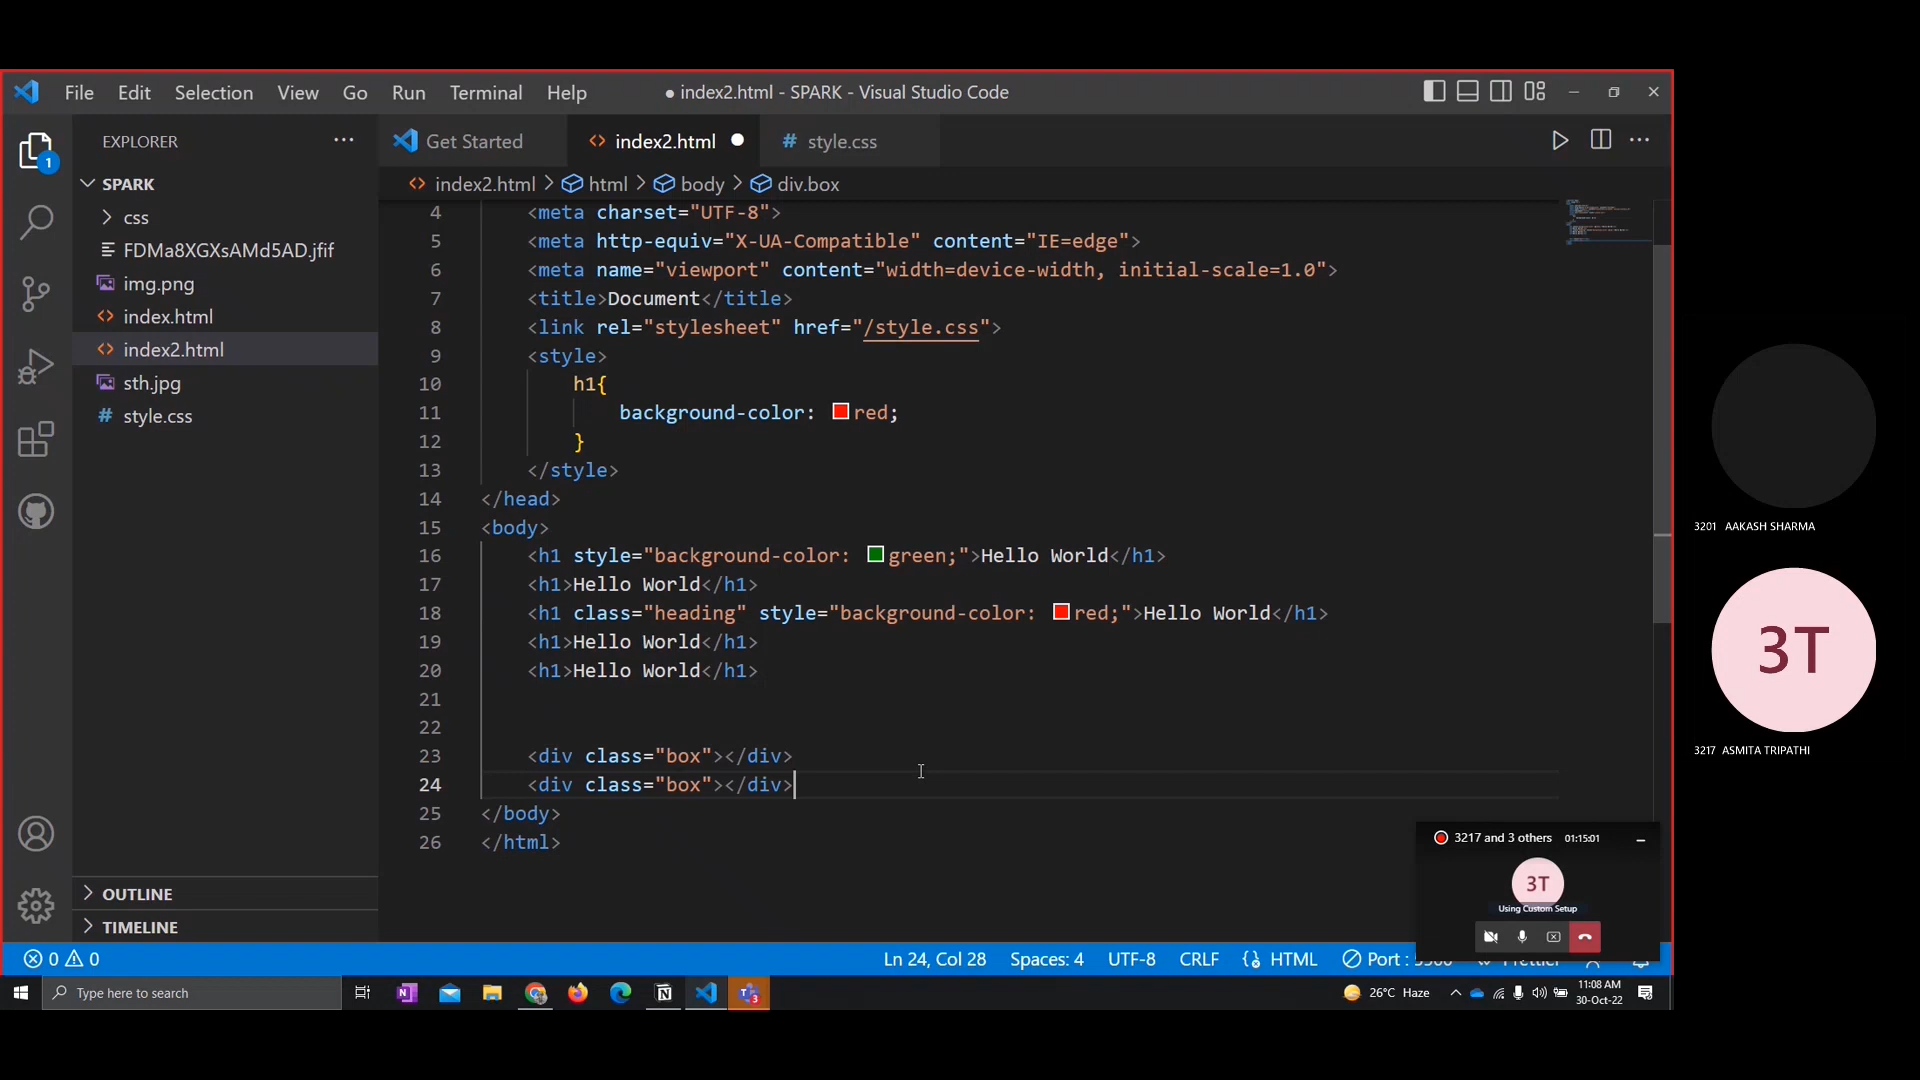 File Edit Selection View Go Run Terminal Help
● index2.html - SPARK - Visual Studio Code
EXPLORER
Get Started
index2.html
# style.css
index2.html > html > body > div.box
1
SPARK
css
FDMa8XGXsAMd5AD.jfif
img.png
index.html
index2.html
sth.jpg
# style.css
OUTLINE
TIMELINE
4 <meta charset="UTF-8">
5 <meta http-equiv="X-UA-Compatible" content="IE=edge">
6 <meta name="viewport" content="width=device-width, initial-scale=1.0">
7 <title>Document</title>
8 <link rel="stylesheet" href="/style.css">
9 <style>
10 h1{
11 background-color: red;
12 }
13 </style>
14 </head>
15 <body>
16 <h1 style="background-color: green;">Hello World</h1>
17 <h1>Hello World</h1>
18 <h1 class="heading" style="background-color: red;">Hello World</h1>
19 <h1>Hello World</h1>
20 <h1>Hello World</h1>
21
22
23 <div class="box"></div>
24 <div class="box"></div>
25 </body>
26 </html>
3217 and 3 others 01:15:01
3T
Using Custom Setup
3201 AAKASH SHARMA
3T
3217 ASMITA TRIPATHI
0 0
Ln 24, Col 28 Spaces: 4 UTF-8 CRLF HTML Port :
Type here to search
26°C Haze
11:08 AM
30-Oct-22